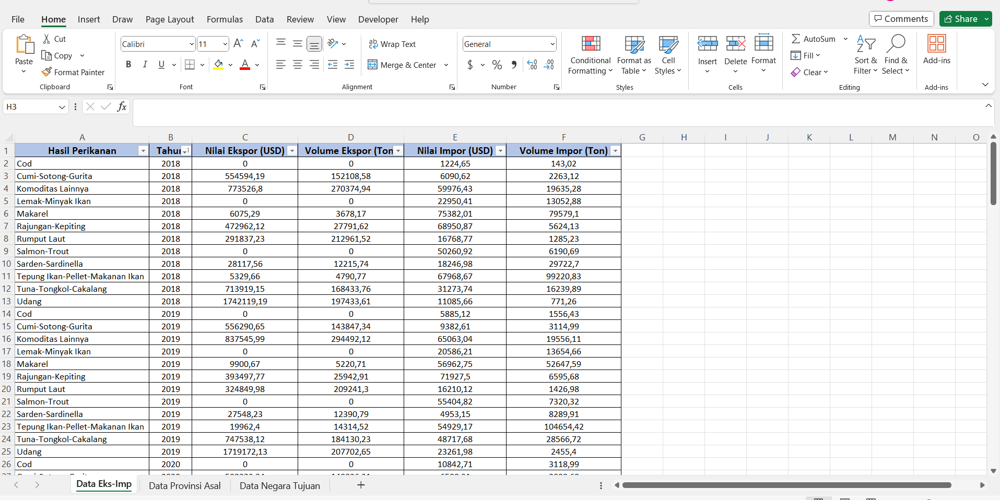 File Home Insert Draw Page Layout Formulas Data Review View Developer Help Comments Share
Paste
Cut
Copy
Format Painter
Clipboard
Calibri 11
B I U
Font
Wrap Text
Merge & Center
Alignment
General
$ % 9 .00 .00
Number
Conditional Formatting
Format as Table
Cell Styles
Styles
Insert Delete Format
Cells
AutoSum
Fill
Clear
Sort & Filter
Find & Select
Editing
Add-ins
Add-ins
H3 fx
A B C D E F G H I J K L M N O
1 Hasil Perikanan Tahu Nilai Ekspor (USD) Volume Ekspor (Ton Nilai Impor (USD) Volume Impor (Ton)
2 Cod 2018 0 0 1224,65 143,02
3 Cumi-Sotong-Gurita 2018 554594,19 152108,58 6090,62 2263,12
4 Komoditas Lainnya 2018 773526,8 270374,94 59976,43 19635,28
5 Lemak-Minyak Ikan 2018 0 0 22950,41 13052,88
6 Makarel 2018 6075,29 3678,17 75382,01 79579,1
7 Rajungan-Kepiting 2018 472962,12 27791,62 68950,87 5624,13
8 Rumput Laut 2018 291837,23 212961,52 16768,77 1285,23
9 Salmon-Trout 2018 0 0 50260,92 6190,69
10 Sarden-Sardinella 2018 28117,56 12215,74 18246,98 29722,7
11 Tepung Ikan-Pellet-Makanan Ikan 2018 5329,66 4790,77 67968,67 99220,83
12 Tuna-Tongkol-Cakalang 2018 713919,15 168433,76 31273,74 16239,89
13 Udang 2018 1742119,19 197433,61 11085,66 771,26
14 Cod 2019 0 0 5885,12 1556,43
15 Cumi-Sotong-Gurita 2019 556290,65 143847,34 9382,61 3114,99
16 Komoditas Lainnya 2019 837545,99 294492,12 65063,04 19556,11
17 Lemak-Minyak Ikan 2019 0 0 20586,21 13654,66
18 Makarel 2019 9900,67 5220,71 56962,75 52647,59
19 Rajungan-Kepiting 2019 393497,77 25942,91 71927,5 6595,68
20 Rumput Laut 2019 324849,98 209241,3 16210,12 1426,98
21 Salmon-Trout 2019 0 0 55404,82 7320,32
22 Sarden-Sardinella 2019 27548,23 12390,79 4953,15 8289,91
23 Tepung Ikan-Pellet-Makanan Ikan 2019 19962,4 14314,52 54929,17 104654,42
24 Tuna-Tongkol-Cakalang 2019 747538,12 184130,23 48717,68 28566,72
25 Udang 2019 1719172,13 207702,65 23261,98 2455,4
26 Cod 2020 0 0 10842,71 3118,99
Data Eks-Imp Data Provinsi Asal Data Negara Tujuan +